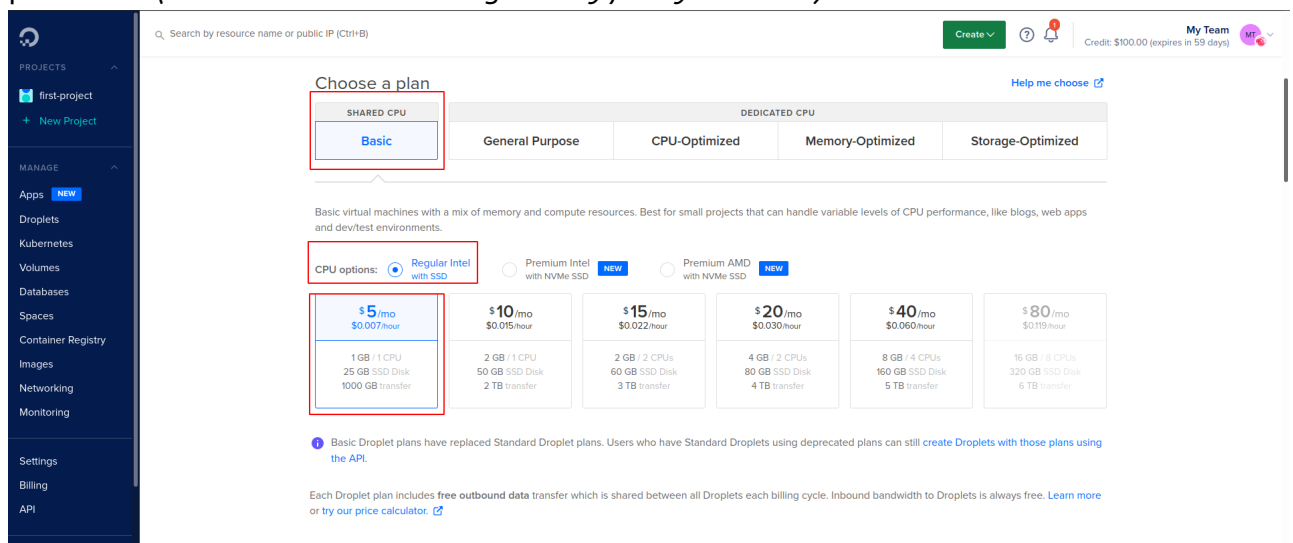 Search by resource name or public IP (Ctrl+B)
Create
1
My Team
Credit: $100.00 (expires in 59 days)
MT
PROJECTS
first-project
+ New Project
MANAGE
Apps NEW
Droplets
Kubernetes
Volumes
Databases
Spaces
Container Registry
Images
Networking
Monitoring
Settings
Billing
API
Choose a plan
Help me choose
SHARED CPU
DEDICATED CPU
Basic
General Purpose
CPU-Optimized
Memory-Optimized
Storage-Optimized
Basic virtual machines with a mix of memory and compute resources. Best for small projects that can handle variable levels of CPU performance, like blogs, web apps
and dev/test environments.
CPU options:
Regular Intel
with SSD
Premium Intel
with NVMe SSD
NEW
Premium AMD
with NVMe SSD
NEW
$5/mo
$0.007/hour
1 GB / 1 CPU
25 GB SSD Disk
1000 GB transfer
$10/mo
$0.015/hour
2 GB / 1 CPU
50 GB SSD Disk
2 TB transfer
$15/mo
$0.022/hour
2 GB / 2 CPUs
60 GB SSD Disk
3 TB transfer
$20/mo
$0.030/hour
4 GB / 2 CPUs
80 GB SSD Disk
4 TB transfer
$40/mo
$0.060/hour
8 GB / 4 CPUs
160 GB SSD Disk
5 TB transfer
$80/mo
$0.119/hour
16 GB / 8 CPUs
320 GB SSD Disk
6 TB transfer
Basic Droplet plans have replaced Standard Droplet plans. Users who have Standard Droplets using deprecated plans can still create Droplets with those plans using
the API.
Each Droplet plan includes free outbound data transfer which is shared between all Droplets each billing cycle. Inbound bandwidth to Droplets is always free. Learn more
or try our price calculator.